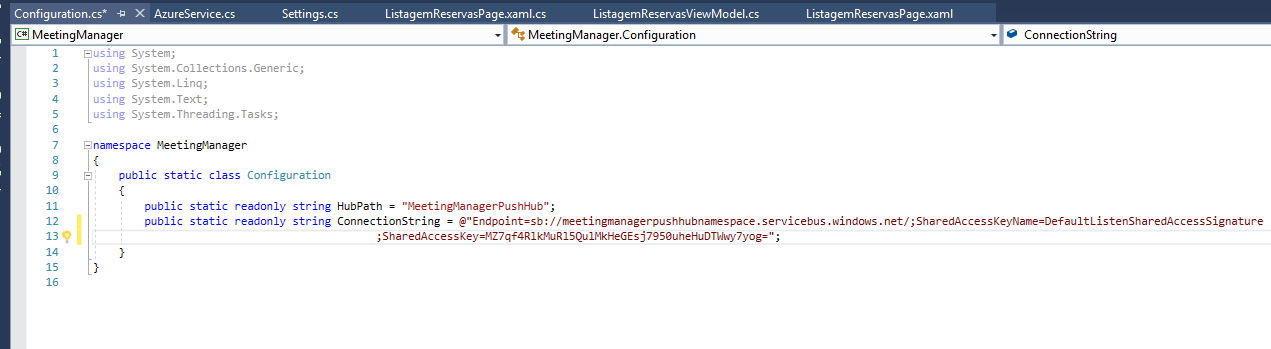 Configuration.cs* AzureService.cs Settings.cs ListagemReservasPage.xaml.cs ListagemReservasViewModel.cs ListagemReservasPage.xaml
C# MeetingManager MeetingManager.Configuration ConnectionString
1 using System;
2 using System.Collections.Generic;
3 using System.Linq;
4 using System.Text;
5 using System.Threading.Tasks;
6
7 namespace MeetingManager
8 {
9 public static class Configuration
10 {
11 public static readonly string HubPath = "MeetingManagerPushHub";
12 public static readonly string ConnectionString = @"Endpoint=sb://meetingmanagerpushhubnamespace.servicebus.windows.net/;SharedAccessKeyName=DefaultListenSharedAccessSignature
13 ;SharedAccessKey=MZ7qf4RlkMuRl5QulMkHeGEsj7950uheHuDTWwy7yog=";
14 }
15 }
16